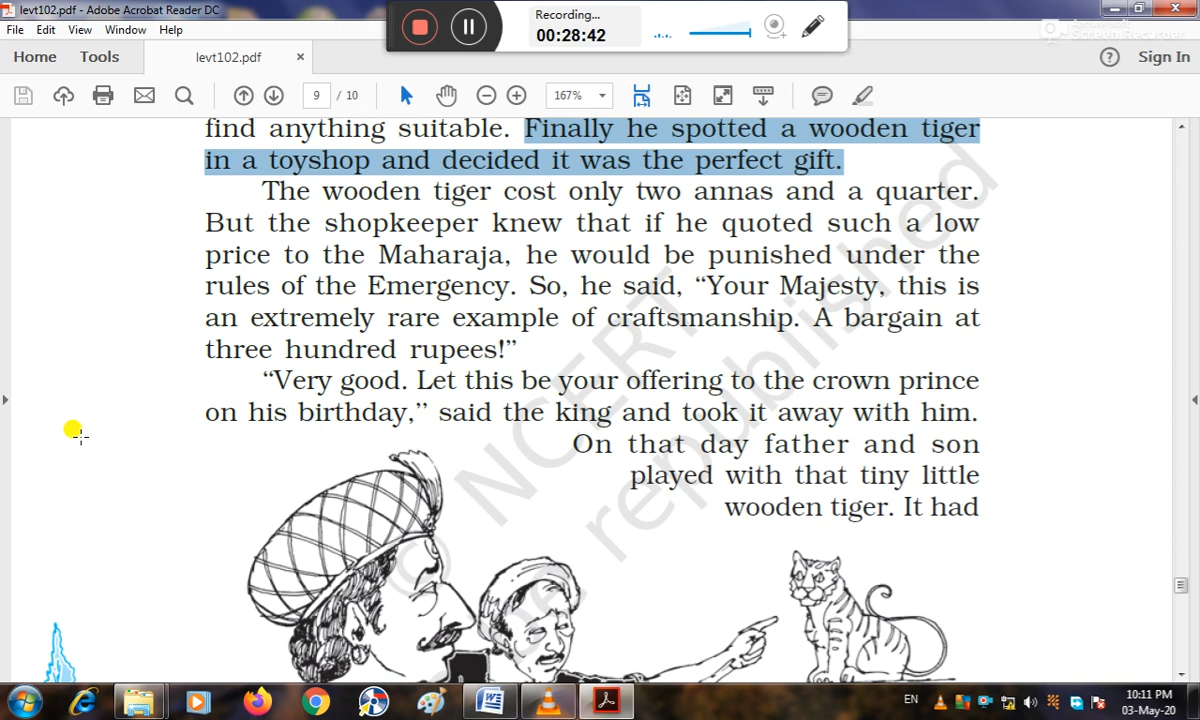 levt102.pdf - Adobe Acrobat Reader DC
File Edit View Window Help
Recording...
00:28:42
Screen Recorder
Home Tools levt102.pdf × Sign In
9 / 10 167%
find anything suitable. Finally he spotted a wooden tiger
in a toyshop and decided it was the perfect gift.
The wooden tiger cost only two annas and a quarter.
But the shopkeeper knew that if he quoted such a low
price to the Maharaja, he would be punished under the
rules of the Emergency. So, he said, “Your Majesty, this is
an extremely rare example of craftsmanship. A bargain at
three hundred rupees!”
“Very good. Let this be your offering to the crown prince
on his birthday,” said the king and took it away with him.
On that day father and son
played with that tiny little
wooden tiger. It had
© NCERT
be republished
EN
10:11 PM
03-May-20